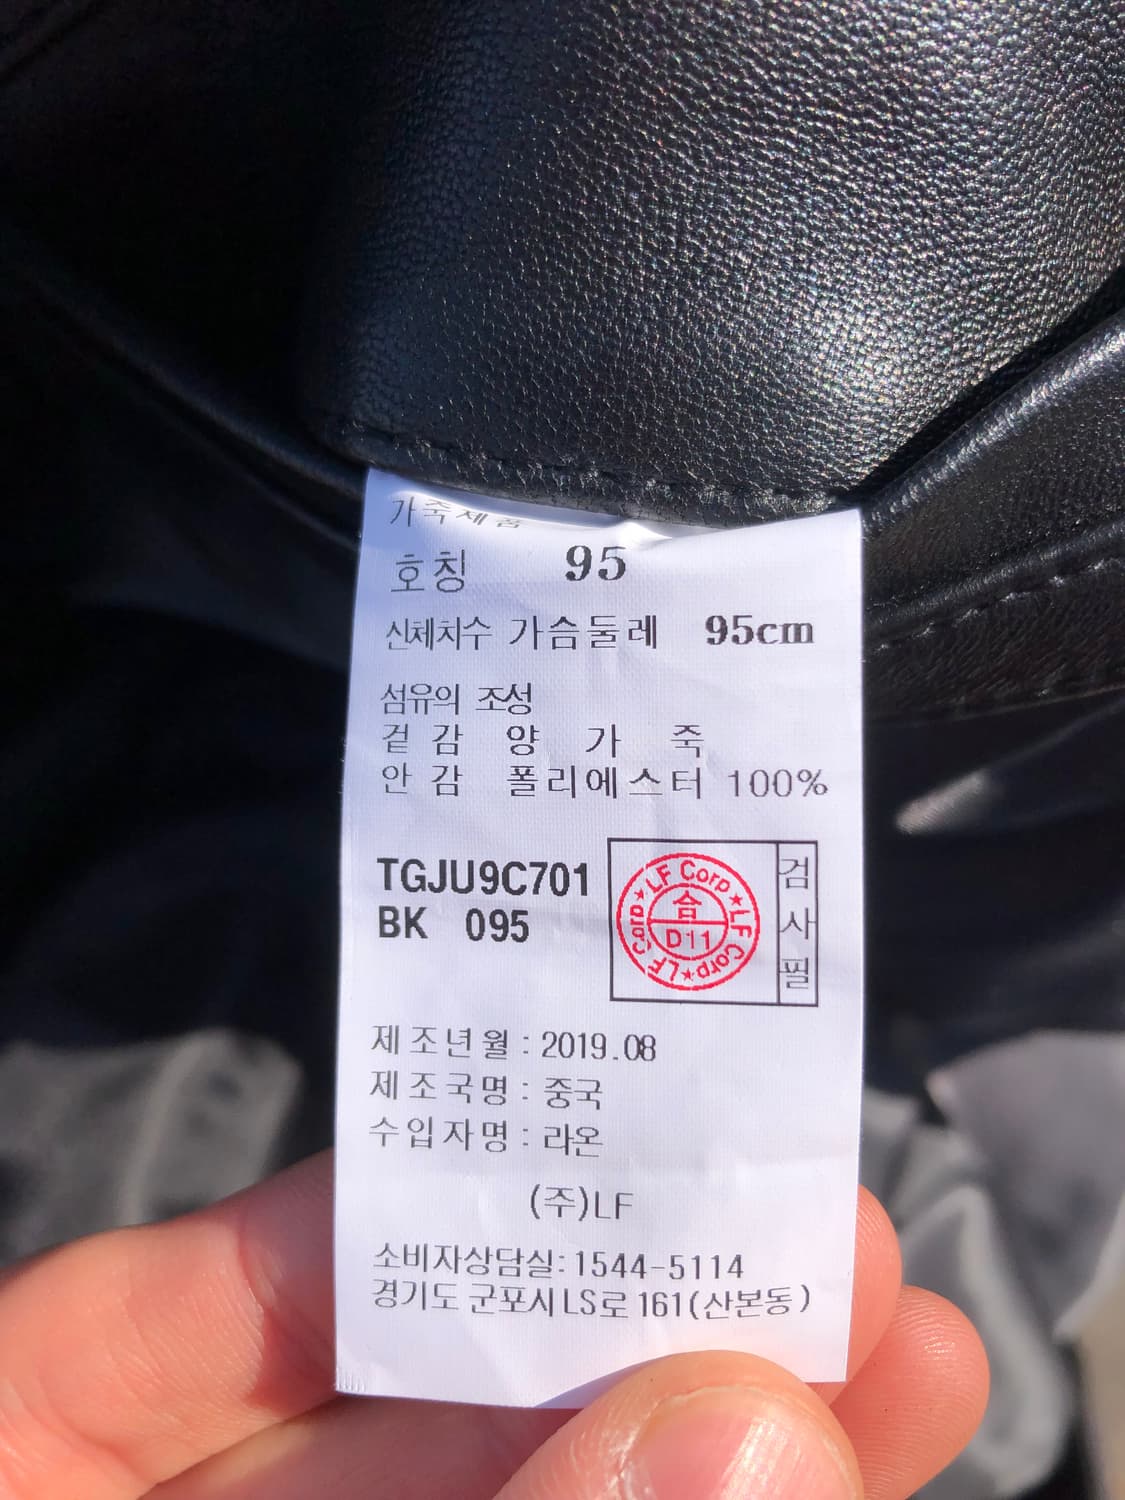 가죽제품
호칭 95
신체치수 가슴둘레 95cm
섬유의 조성
겉감 양가죽
안감 폴리에스터 100%
TGJU9C701
BK 095
LF Corp★LF Corp★LF Corp★
合
D11
검사필
제조년월 : 2019.08
제조국명 : 중국
수입자명 : 라온
(주)LF
소비자상담실: 1544-5114
경기도 군포시 LS로 161(산본동)